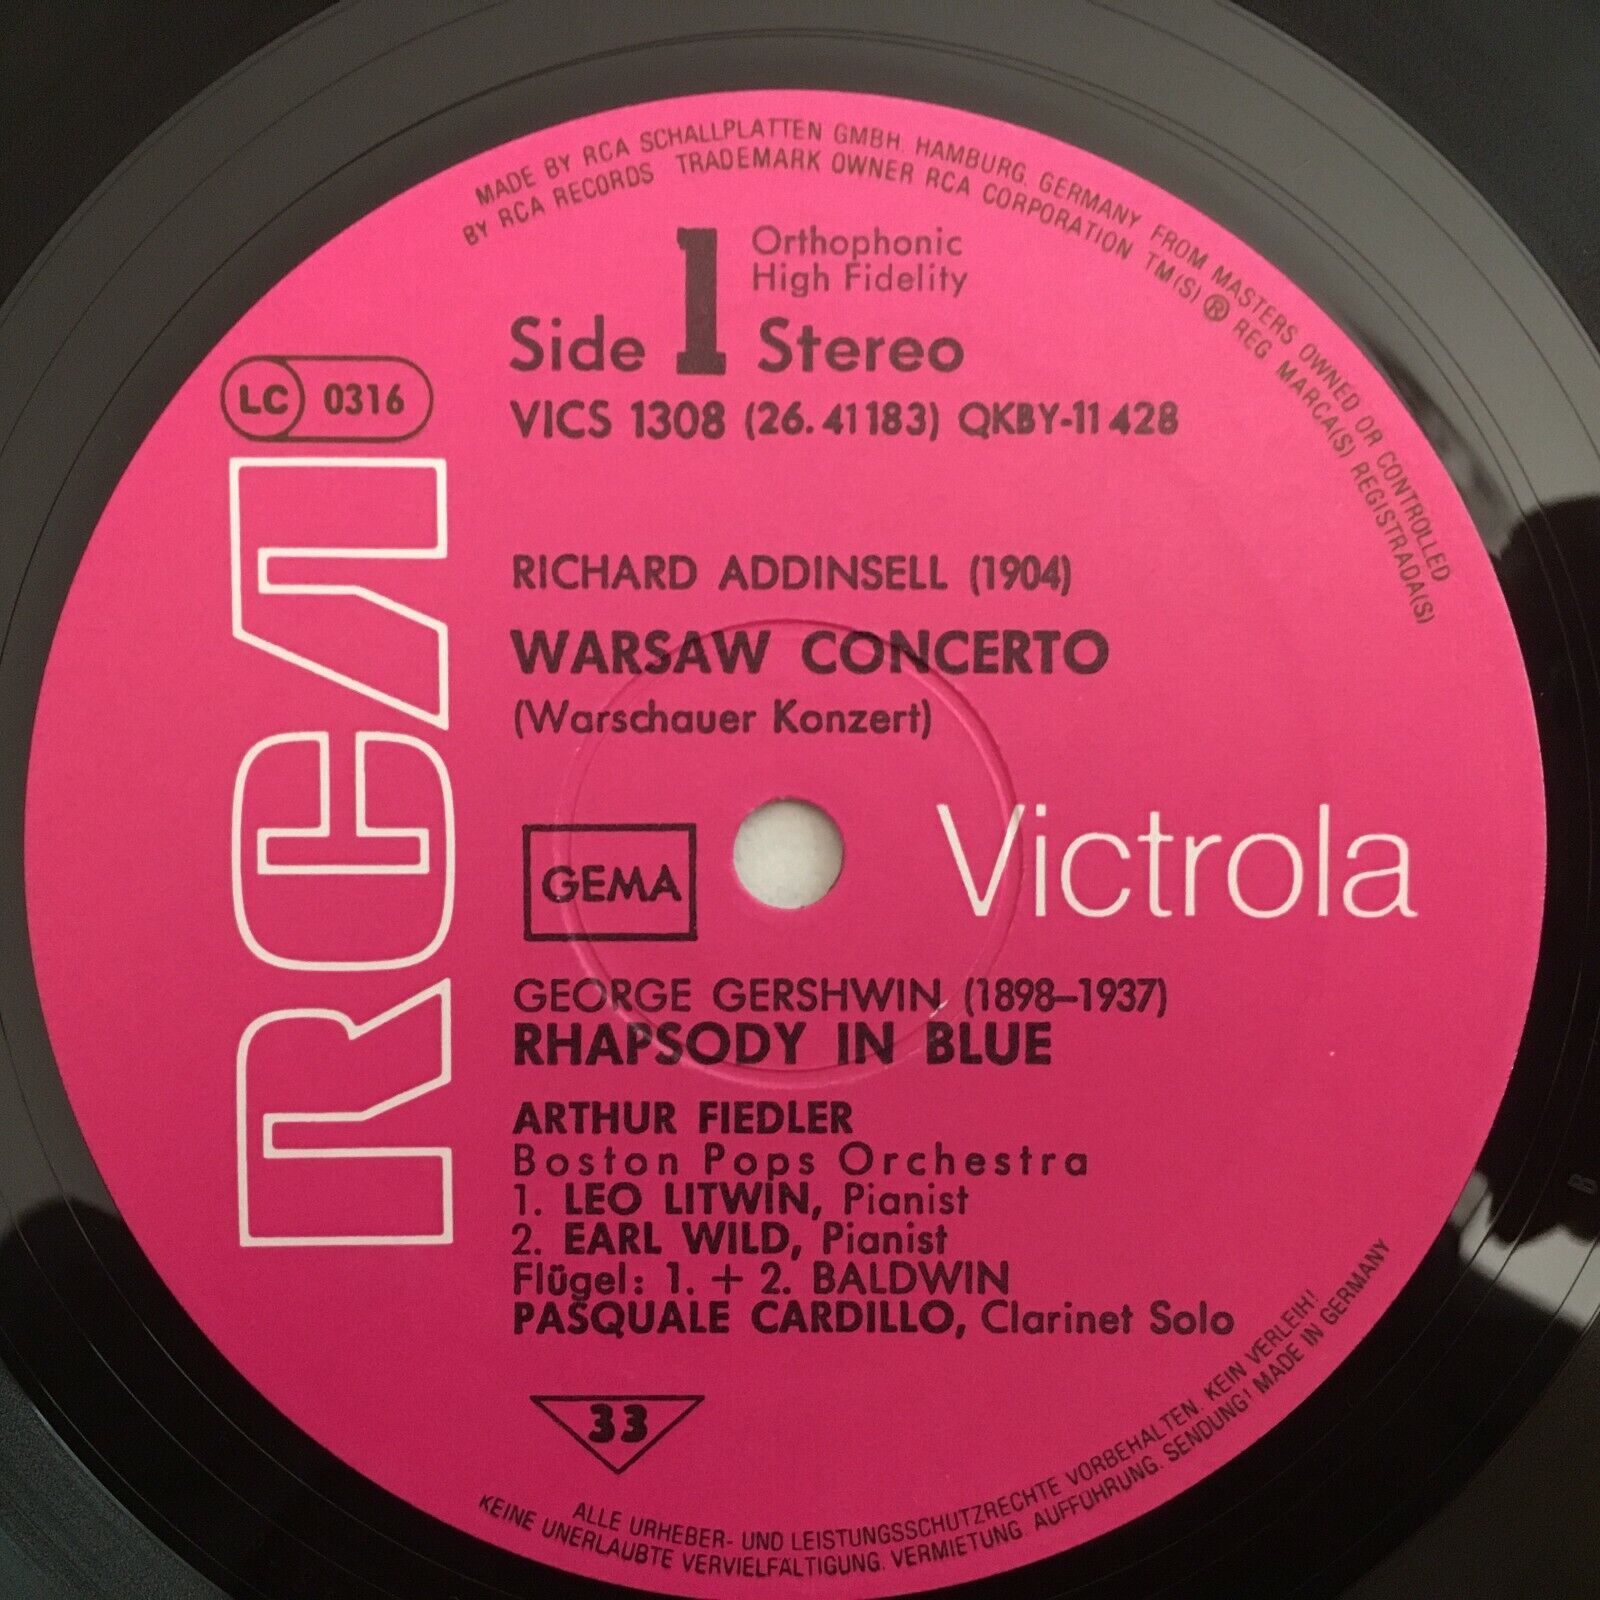 MADE BY RCA SCHALLPLATTEN GMBH. HAMBURG, GERMANY FROM MASTERS OWNED OR CONTROLLED
BY RCA RECORDS TRADEMARK OWNER RCA CORPORATION TM(S) ® REG MARCA(S) REGISTRADA(S)
Orthophonic
High Fidelity
Side 1 Stereo
LC 0316
VICS 1308 (26.41183) QKBY-11428
RCA
RICHARD ADDINSELL (1904)
WARSAW CONCERTO
(Warschauer Konzert)
Victrola
GEMA
GEORGE GERSHWIN (1898–1937)
RHAPSODY IN BLUE
ARTHUR FIEDLER
Boston Pops Orchestra
1. LEO LITWIN, Pianist
2. EARL WILD, Pianist
Flügel: 1. + 2. BALDWIN
PASQUALE CARDILLO, Clarinet Solo
33
ALLE URHEBER- UND LEISTUNGSSCHUTZRECHTE VORBEHALTEN. KEIN VERLEIH!
KEINE UNERLAUBTE VERVIELFÄLTIGUNG. VERMIETUNG. AUFFÜHRUNG. SENDUNG! MADE IN GERMANY